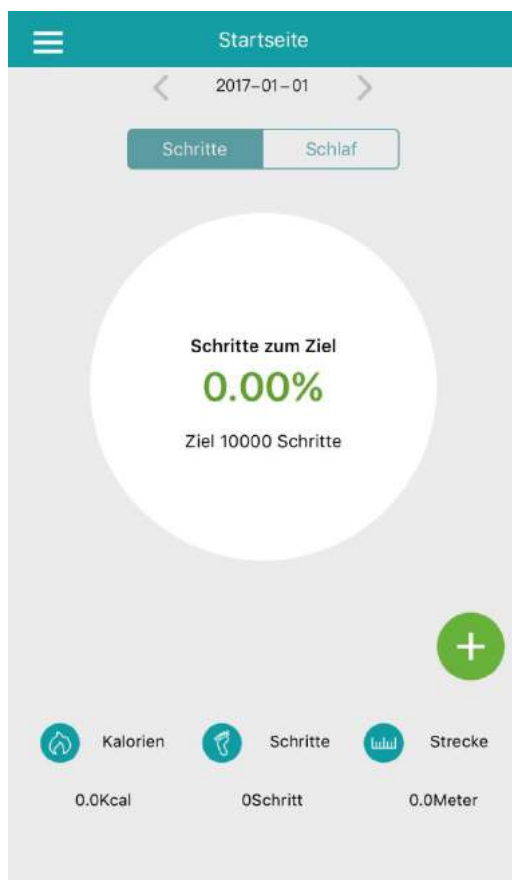 Startseite
2017-01-01
Schritte Schlaf
Schritte zum Ziel
0.00%
Ziel 10000 Schritte
Kalorien Schritte Strecke
0.0Kcal 0Schritt 0.0Meter